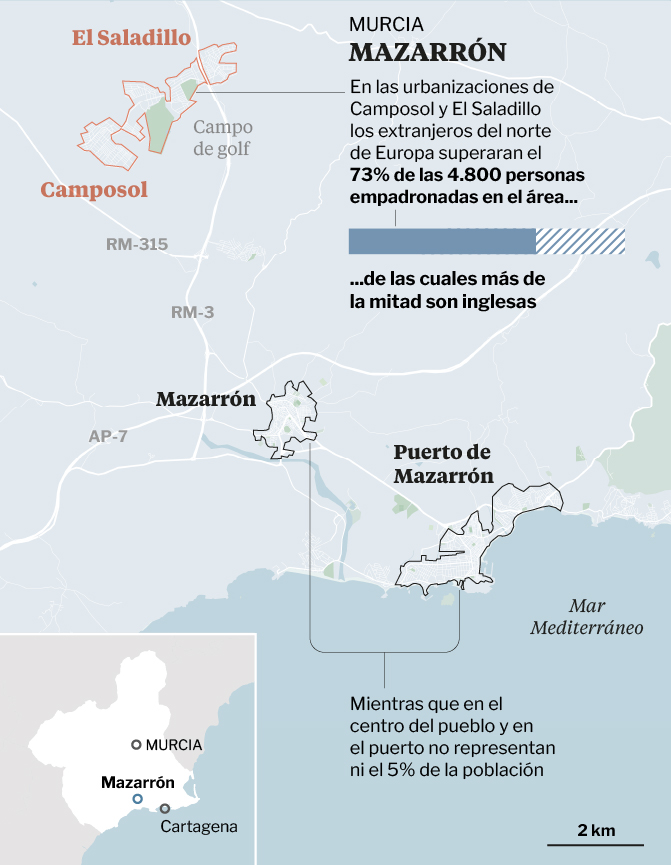 MURCIA
MAZARRÓN
En las urbanizaciones de
Camposol y El Saladillo
los extranjeros del norte
de Europa superaran el
73% de las 4.800 personas
empadronadas en el área...
...de las cuales más de
la mitad son inglesas
El Saladillo
Campo
de golf
Camposol
RM-315
RM-3
Mazarrón
AP-7
Puerto de
Mazarrón
Mar
Mediterráneo
Mientras que en el
centro del pueblo y en
el puerto no representan
ni el 5% de la población
MURCIA
Mazarrón
Cartagena
2 km